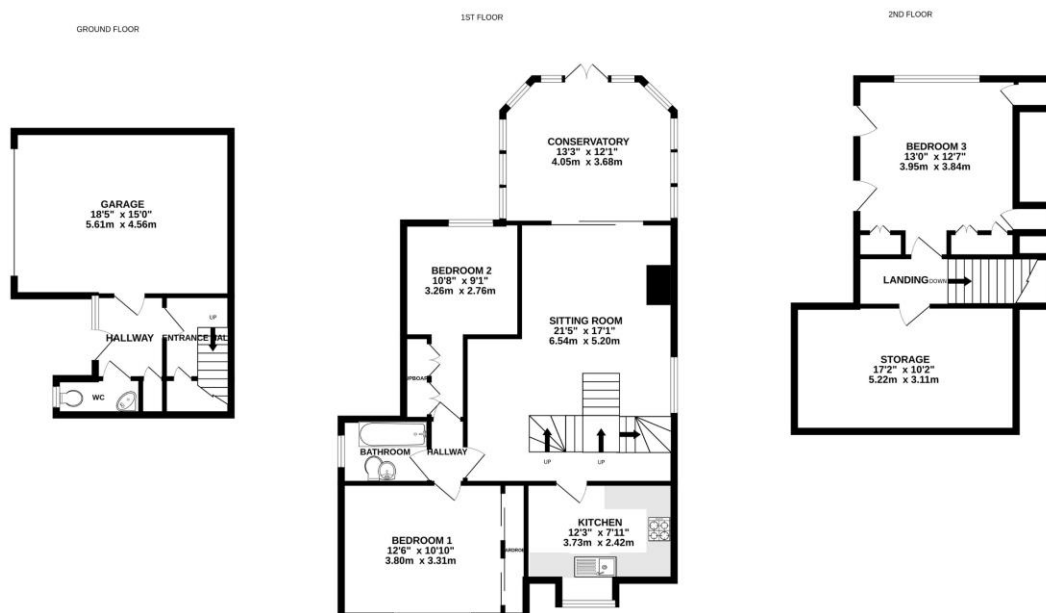 GROUND FLOOR
GARAGE
18'5" x 15'0"
5.61m x 4.56m
HALLWAY
ENTRANCE HALL
UP
WC
1ST FLOOR
CONSERVATORY
13'3" x 12'1"
4.05m x 3.68m
BEDROOM 2
10'8" x 9'1"
3.26m x 2.76m
SITTING ROOM
21'5" x 17'1"
6.54m x 5.20m
UPBOAR
BATHROOM
HALLWAY
UP
UP
BEDROOM 1
12'6" x 10'10"
3.80m x 3.31m
KITCHEN
12'3" x 7'11"
3.73m x 2.42m
2ND FLOOR
BEDROOM 3
13'0" x 12'7"
3.95m x 3.84m
LANDING
DOWN
STORAGE
17'2" x 10'2"
5.22m x 3.11m